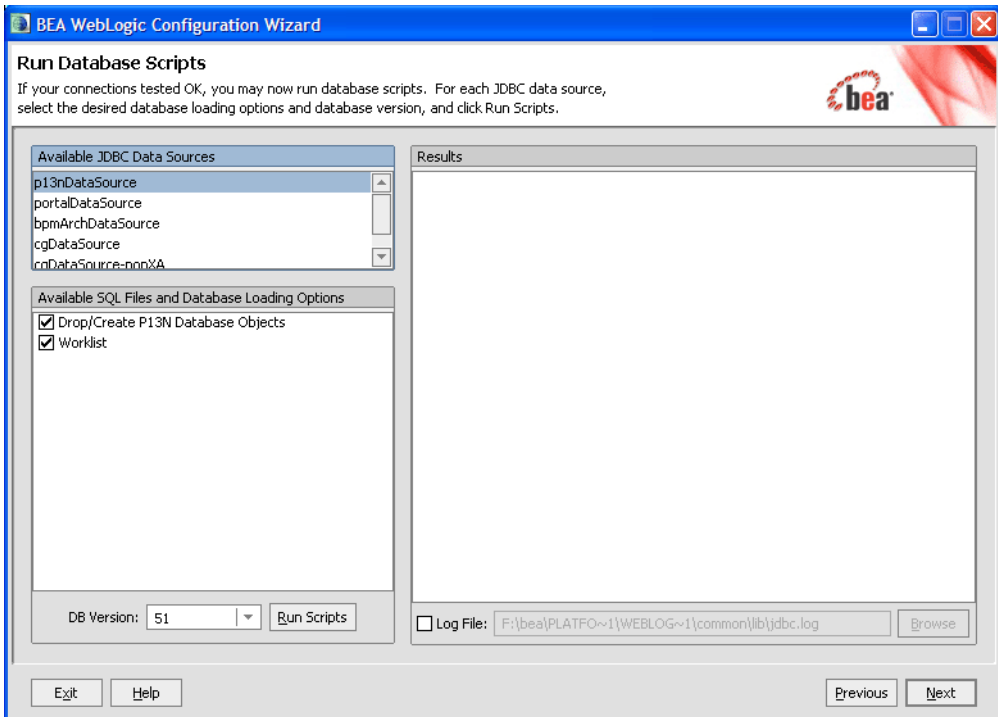 BEA WebLogic Configuration Wizard
Run Database Scripts
If your connections tested OK, you may now run database scripts. For each JDBC data source,
select the desired database loading options and database version, and click Run Scripts.
bea
Available JDBC Data Sources
p13nDataSource
portalDataSource
bpmArchDataSource
cgDataSource
cgDataSource-nonXA
Available SQL Files and Database Loading Options
Drop/Create P13N Database Objects
Worklist
DB Version: 51 Run Scripts
Results
Log File: F:\bea\PLATFO~1\WEBLOG~1\common\lib\jdbc.log Browse
Exit Help Previous Next